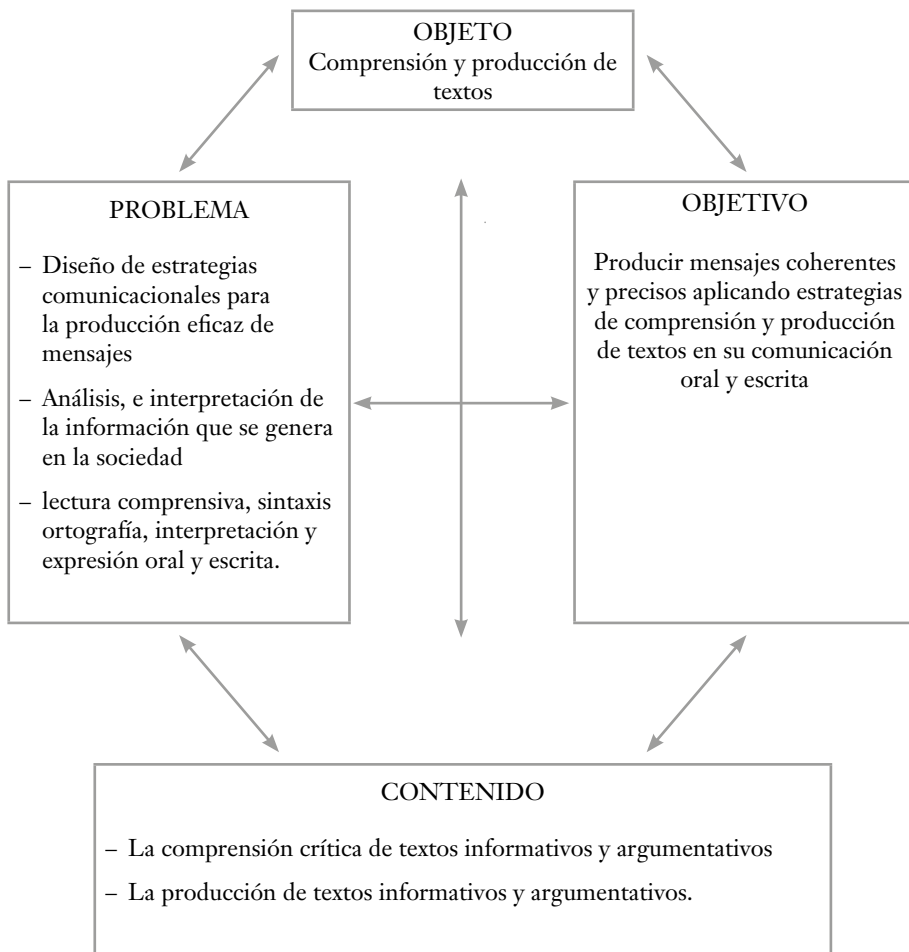 OBJETO
Comprensión y producción de
textos
PROBLEMA
– Diseño de estrategias
comunicacionales para
la producción eficaz de
mensajes
– Análisis, e interpretación de
la información que se genera
en la sociedad
– lectura comprensiva, sintaxis
ortografía, interpretación y
expresión oral y escrita.
OBJETIVO
Producir mensajes coherentes
y precisos aplicando estrategias
de comprensión y producción
de textos en su comunicación
oral y escrita
CONTENIDO
– La comprensión crítica de textos informativos y argumentativos
– La producción de textos informativos y argumentativos.